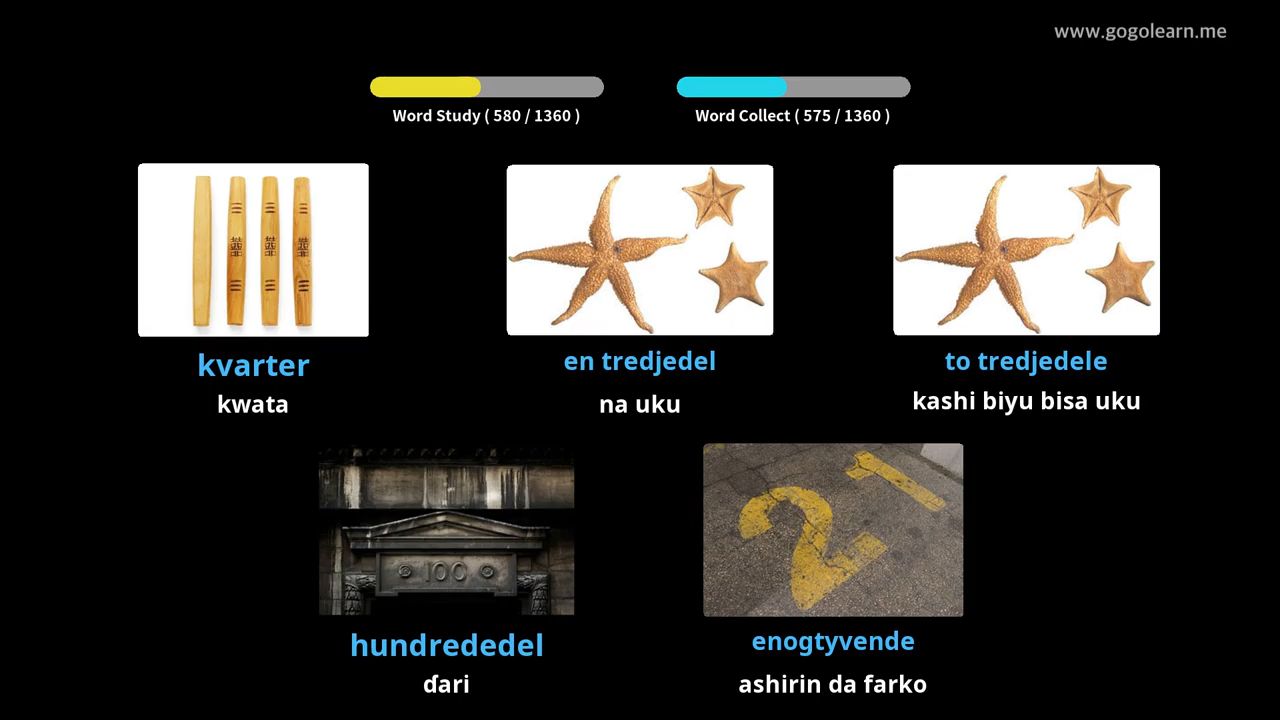 www.gogolearn.me
Word Study ( 580 / 1360 )
Word Collect ( 575 / 1360 )
kvarter
kwata
en tredjedel
na uku
to tredjedele
kashi biyu bisa uku
100
hundrededel
ɗari
21
enogtyvende
ashirin da farko